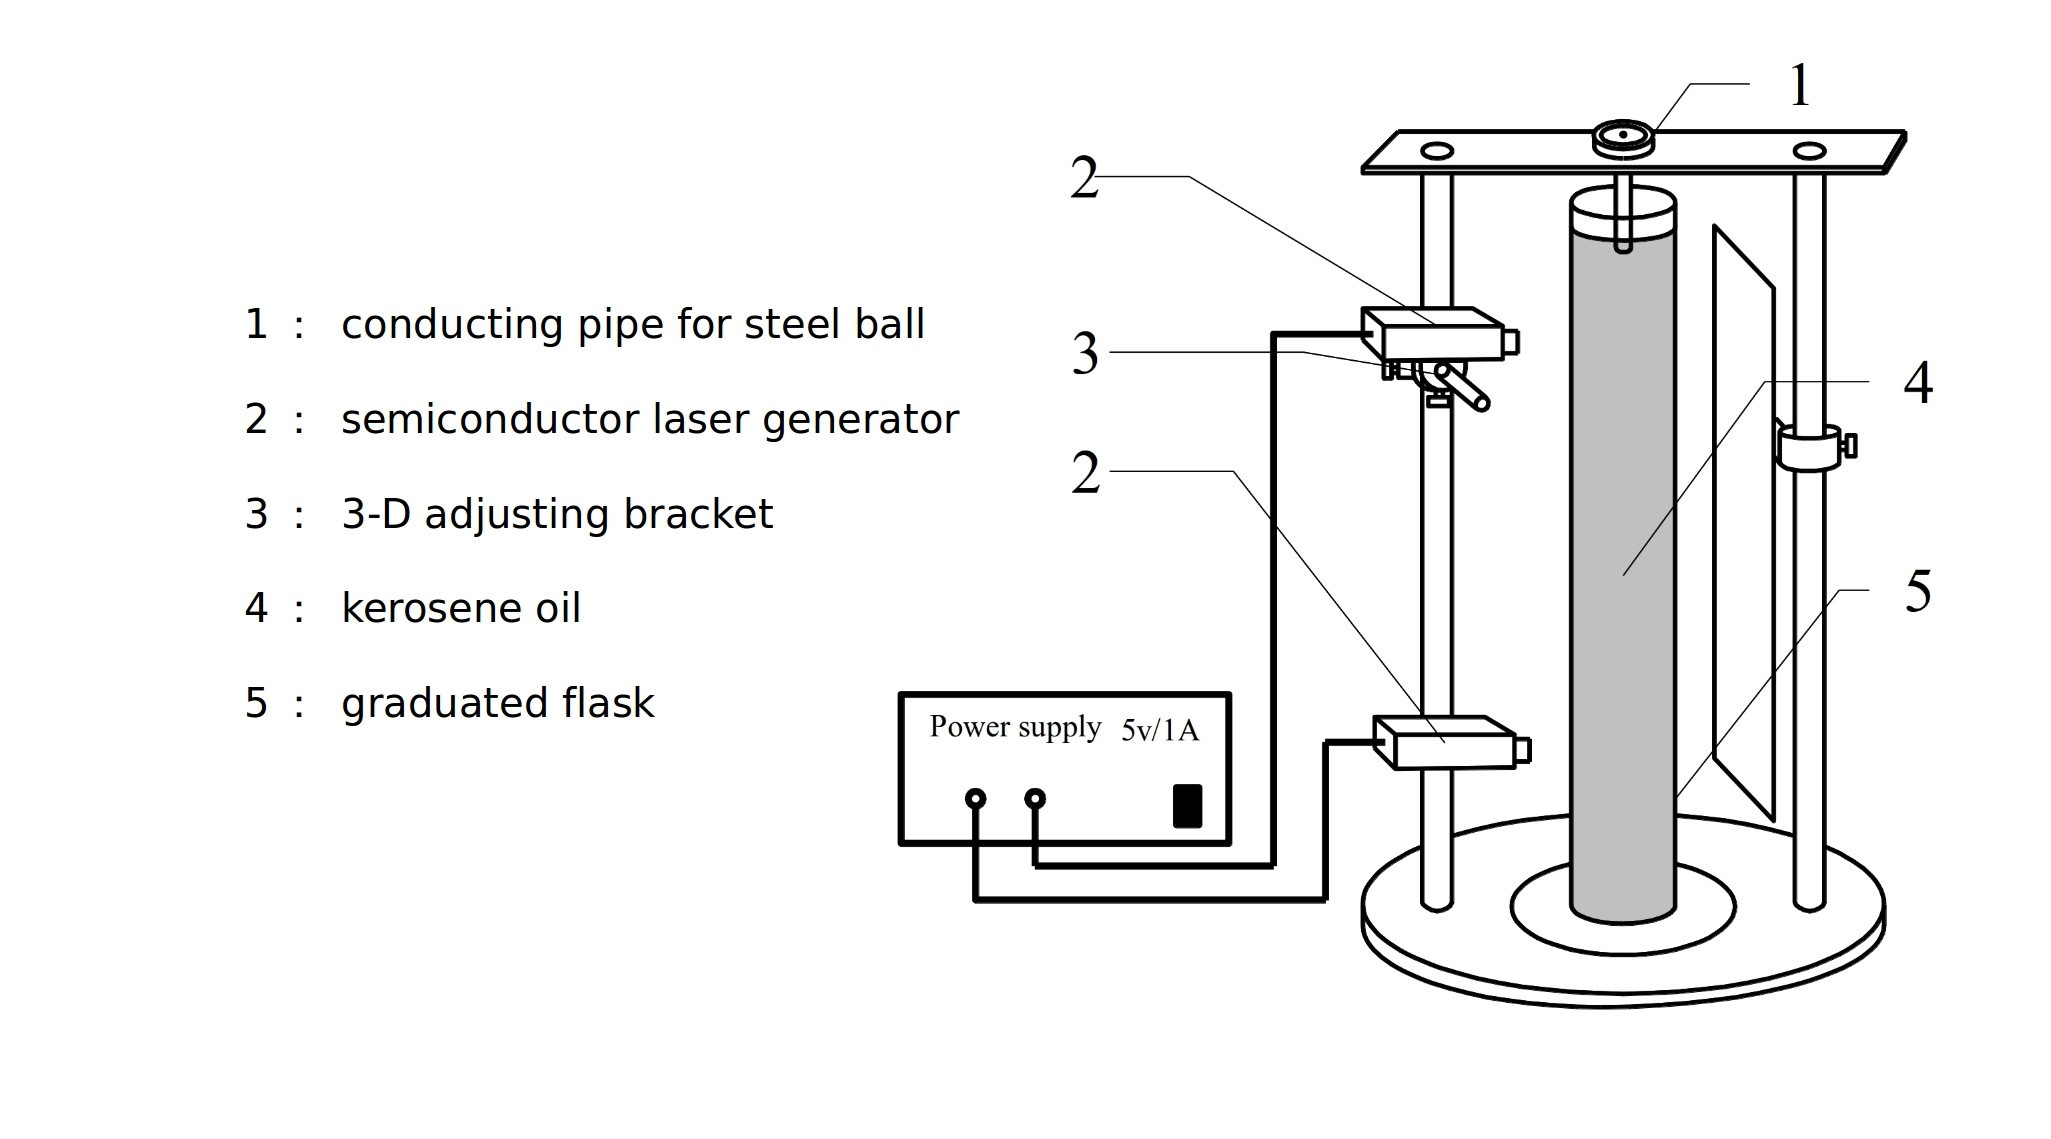 1 : conducting pipe for steel ball
2 : semiconductor laser generator
3 : 3-D adjusting bracket
4 : kerosene oil
5 : graduated flask
1
2
3
2
4
5
Power supply 5v/1A